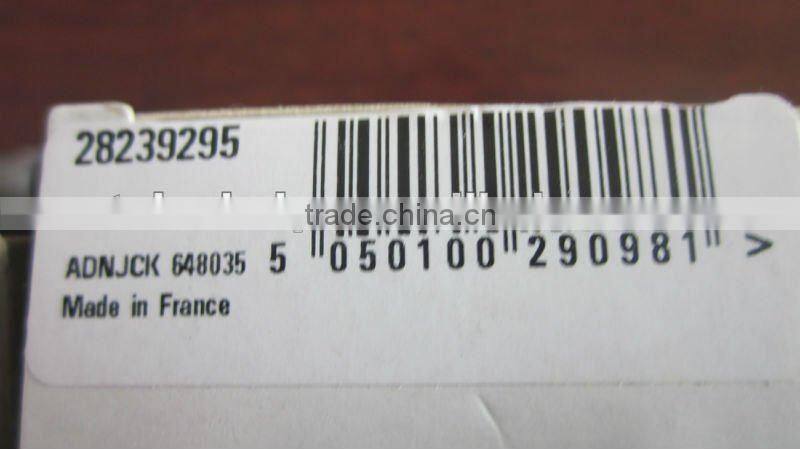 28239295
trade.china.cn
ADNJCK 648035 5 050100 290981 >
Made in France